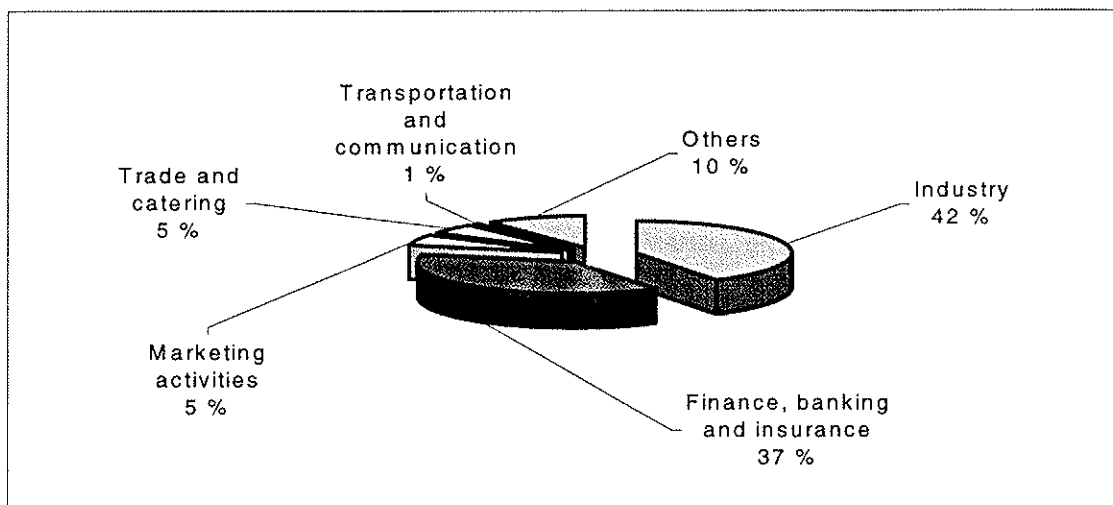 Transportation
and
communication
1 %
Others
10 %
Trade and
catering
5 %
Industry
42 %
Marketing
activities
5 %
Finance, banking
and insurance
37 %